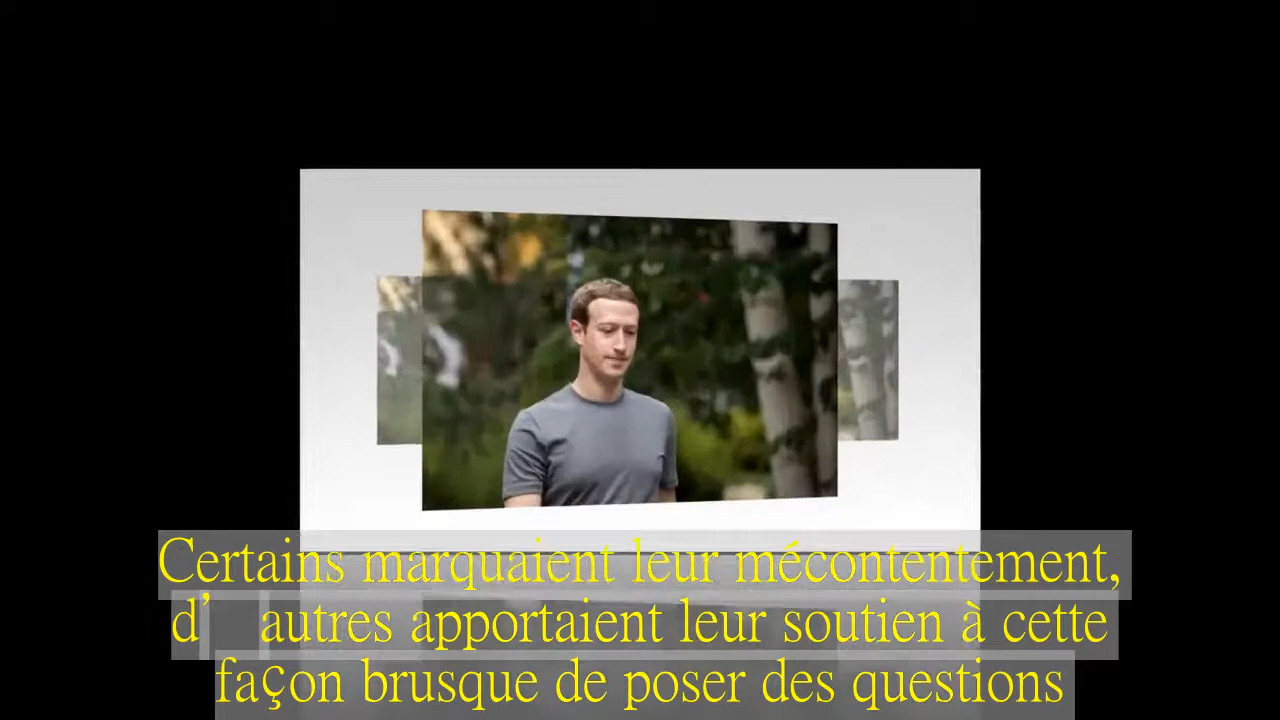 Certains marquaient leur mécontentement,
d’ autres apportaient leur soutien à cette
façon brusque de poser des questions